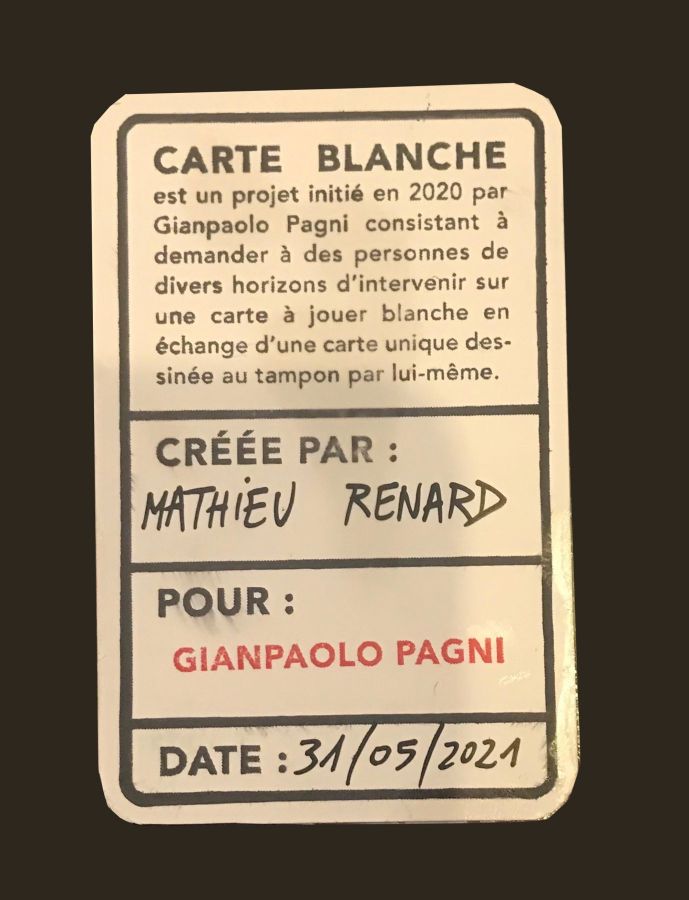 CARTE BLANCHE
est un projet initié en 2020 par
Gianpaolo Pagni consistant à
demander à des personnes de
divers horizons d'intervenir sur
une carte à jouer blanche en
échange d'une carte unique des-
sinée au tampon par lui-même.
CRÉÉE PAR :
MATHiEU RENARD
POUR :
GIANPAOLO PAGNI
DATE : 31/05/2021